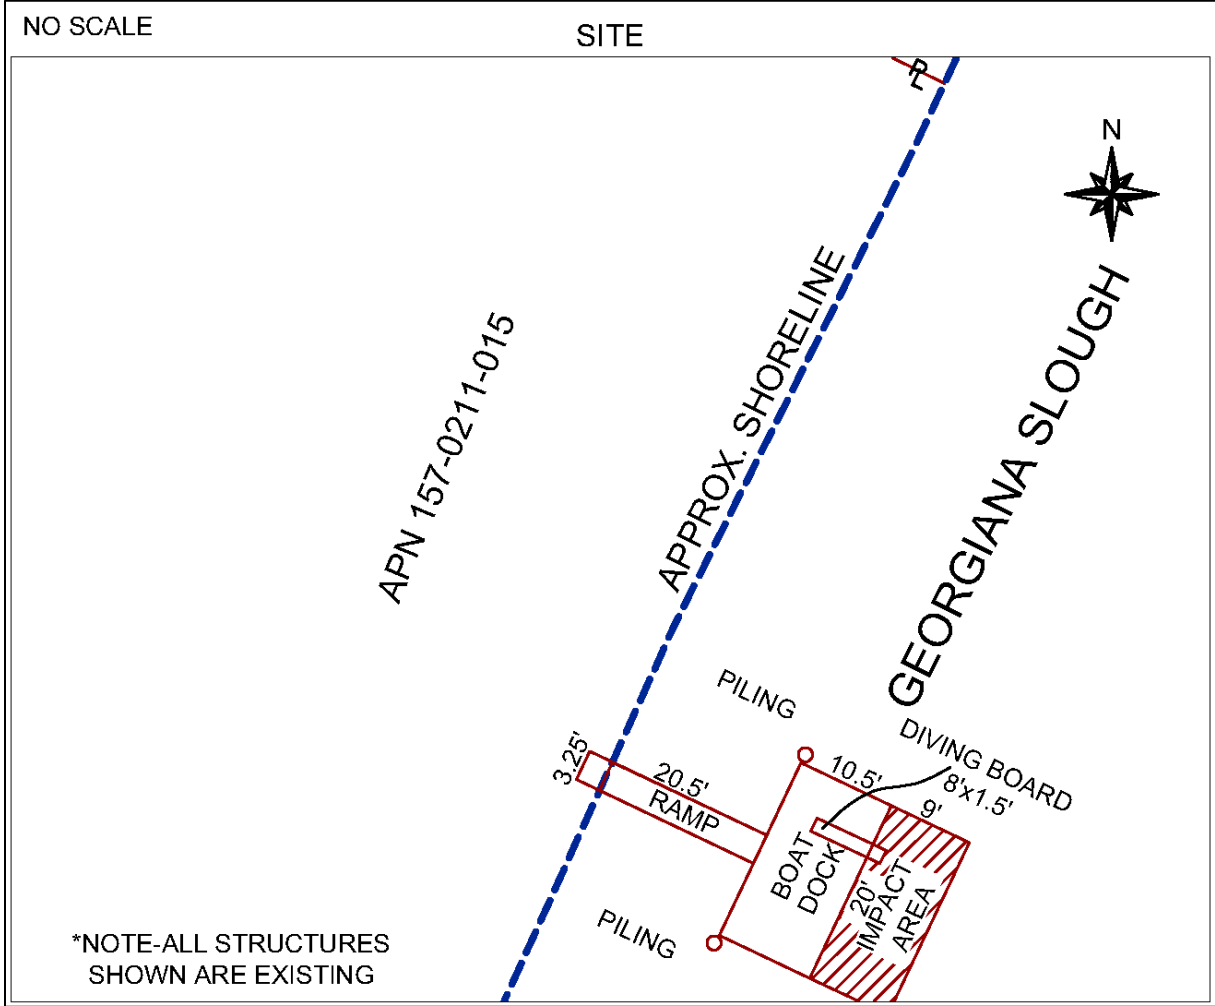 NO SCALE
SITE
PL
N
APN 157-0211-015
APPROX. SHORELINE
GEORGIANA SLOUGH
PILING
DIVING BOARD
8'x1.5'
3.25'
20.5'
RAMP
10.5'
9'
BOAT
DOCK
20'
IMPACT
AREA
PILING
*NOTE-ALL STRUCTURES
SHOWN ARE EXISTING